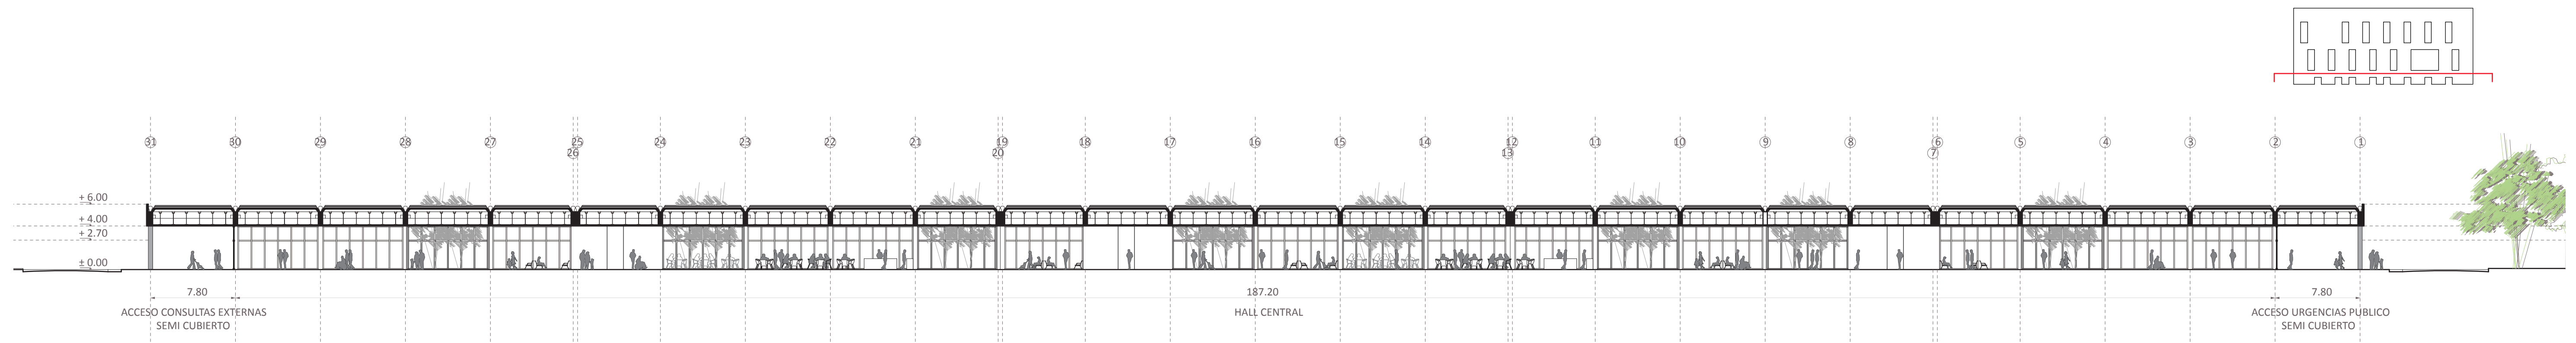 31 30 29 28 27 25 24 23 22 21 19 18 17 16 15 14 12 11 10 9 8 6 5 4 3 2 1
26 20 13 7
+ 6.00
+ 4.00
+ 2.70
± 0.00
7.80 187.20 7.80
ACCESO CONSULTAS EXTERNAS HALL CENTRAL ACCESO URGENCIAS PUBLICO
SEMI CUBIERTO SEMI CUBIERTO